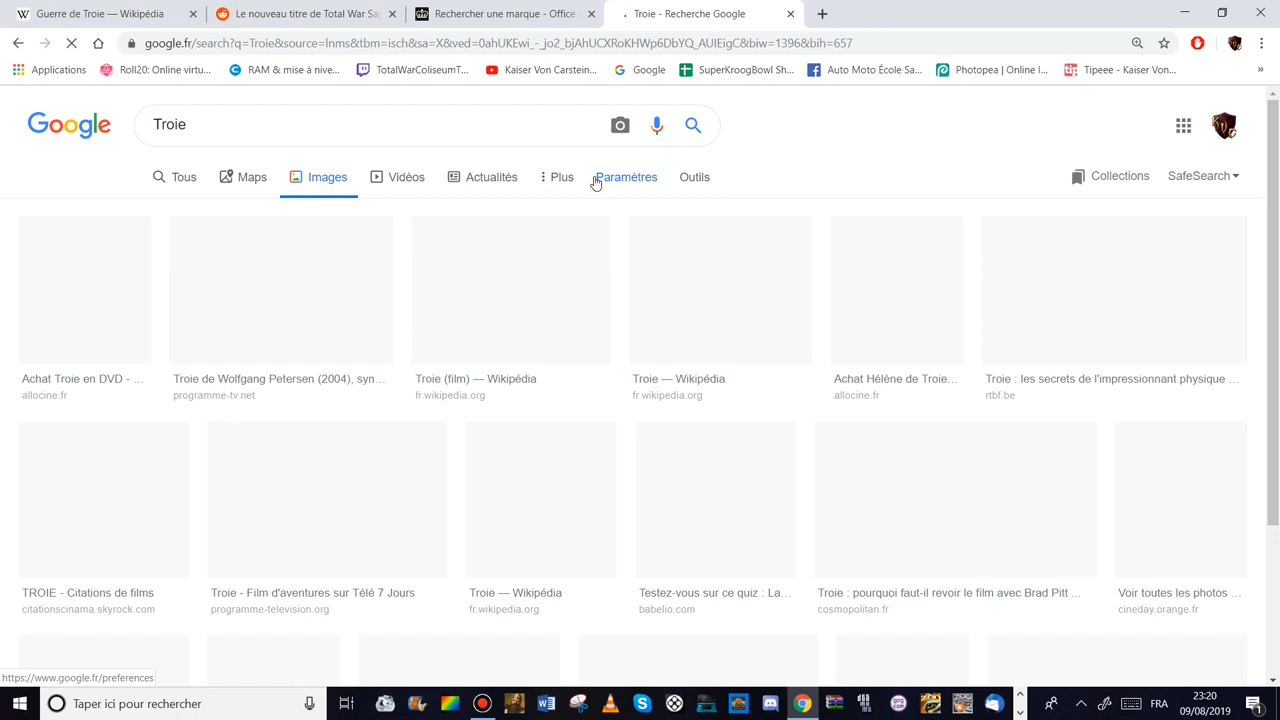 Guerre de Troie — Wikipédia
Le nouveau titre de Total War Sa
Rechercher une marque - Office
Troie - Recherche Google
google.fr/search?q=Troie&source=lnms&tbm=isch&sa=X&ved=0ahUKEwi_-_jo2_bjAhUCXRoKHWp6DbYQ_AUIEigC&biw=1396&bih=657
Applications
Roll20: Online virtu...
RAM & mise à nive...
TotalWarColiseumT...
Kaiser Von Carstein...
Google
SuperKroogBowl Sh...
Auto Moto École Sa...
Photopea | Online I...
Tipeee - Kaiser Von...
»
Google
Troie
Tous
Maps
Images
Vidéos
Actualités
Plus
Paramètres
Outils
Collections
SafeSearch
Achat Troie en DVD - ...
allocine.fr
Troie de Wolfgang Petersen (2004), syn...
programme-tv.net
Troie (film) — Wikipédia
fr.wikipedia.org
Troie — Wikipédia
fr.wikipedia.org
Achat Hélène de Troie...
allocine.fr
Troie : les secrets de l'impressionnant physique ...
rtbf.be
TROIE - Citations de films
citationscinama.skyrock.com
Troie - Film d'aventures sur Télé 7 Jours
programme-television.org
Troie — Wikipédia
fr.wikipedia.org
Testez-vous sur ce quiz : La...
babelio.com
Troie : pourquoi faut-il revoir le film avec Brad Pitt ...
cosmopolitan.fr
Voir toutes les photos ...
cineday.orange.fr
https://www.google.fr/preferences
Taper ici pour rechercher
FRA
23:20
09/08/2019